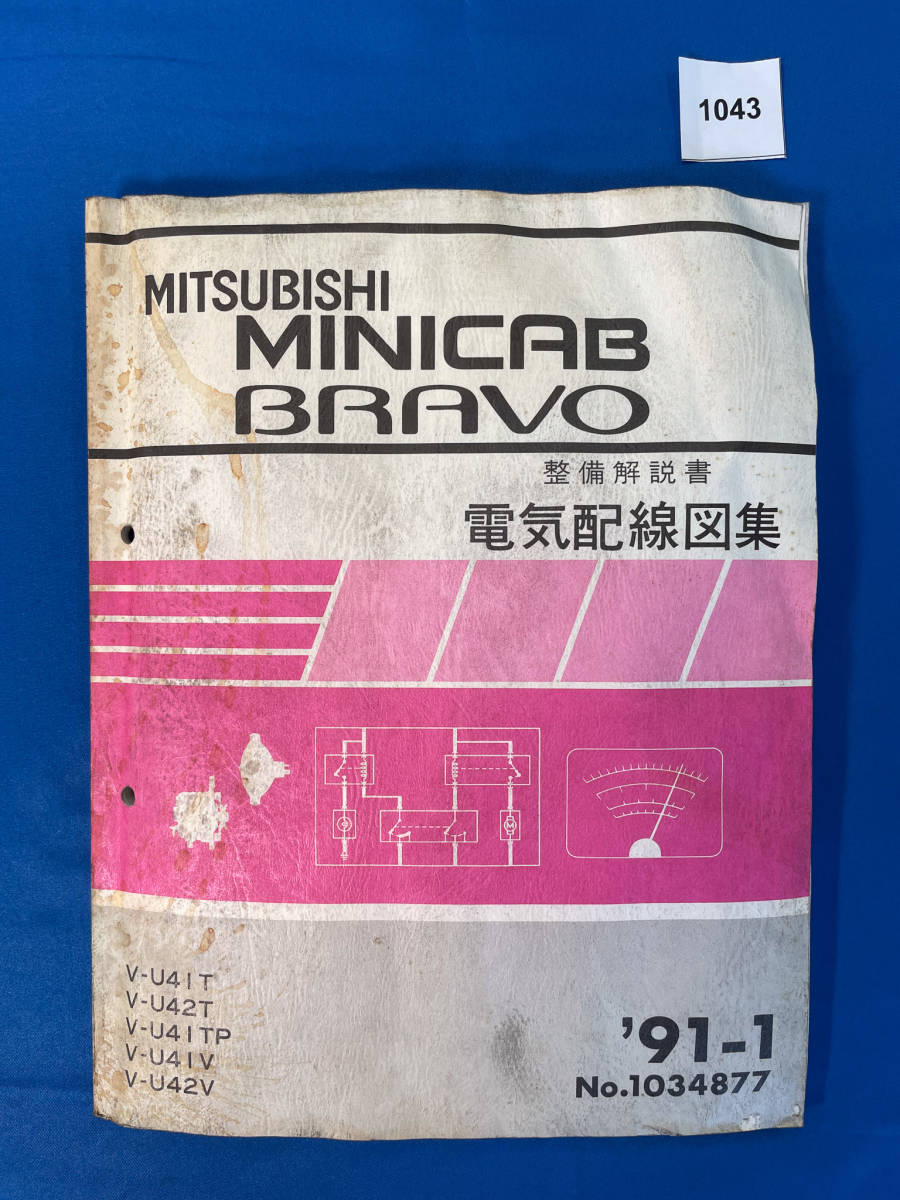 1043
MITSUBISHI
MINICAB
BRAVO
整備解説書
電気配線図集
M
V-U41T
V-U42T
V-U41TP
V-U41V
V-U42V
'91-1
No.1034877